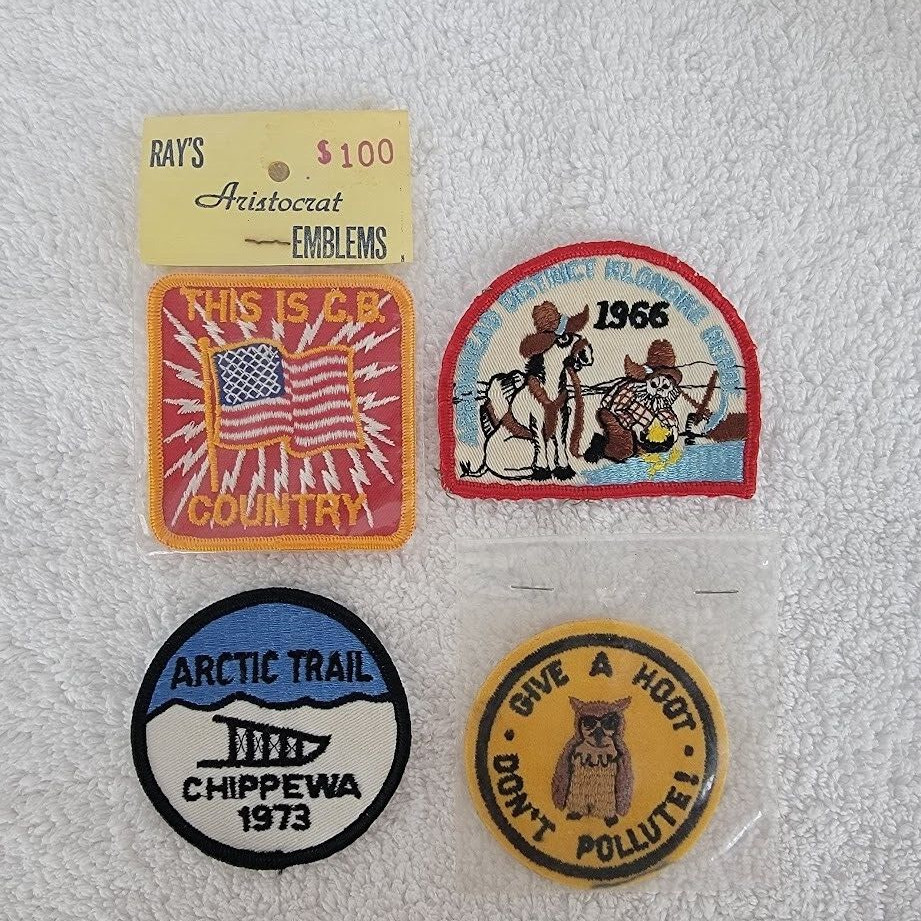 RAY'S $100
Aristocrat
EMBLEMS
THIS IS C.B.
COUNTRY
DISTRICT KLONDIKE
1966
ARCTIC TRAIL
CHIPPEWA
1973
GIVE A HOOT
DON'T POLLUTE!